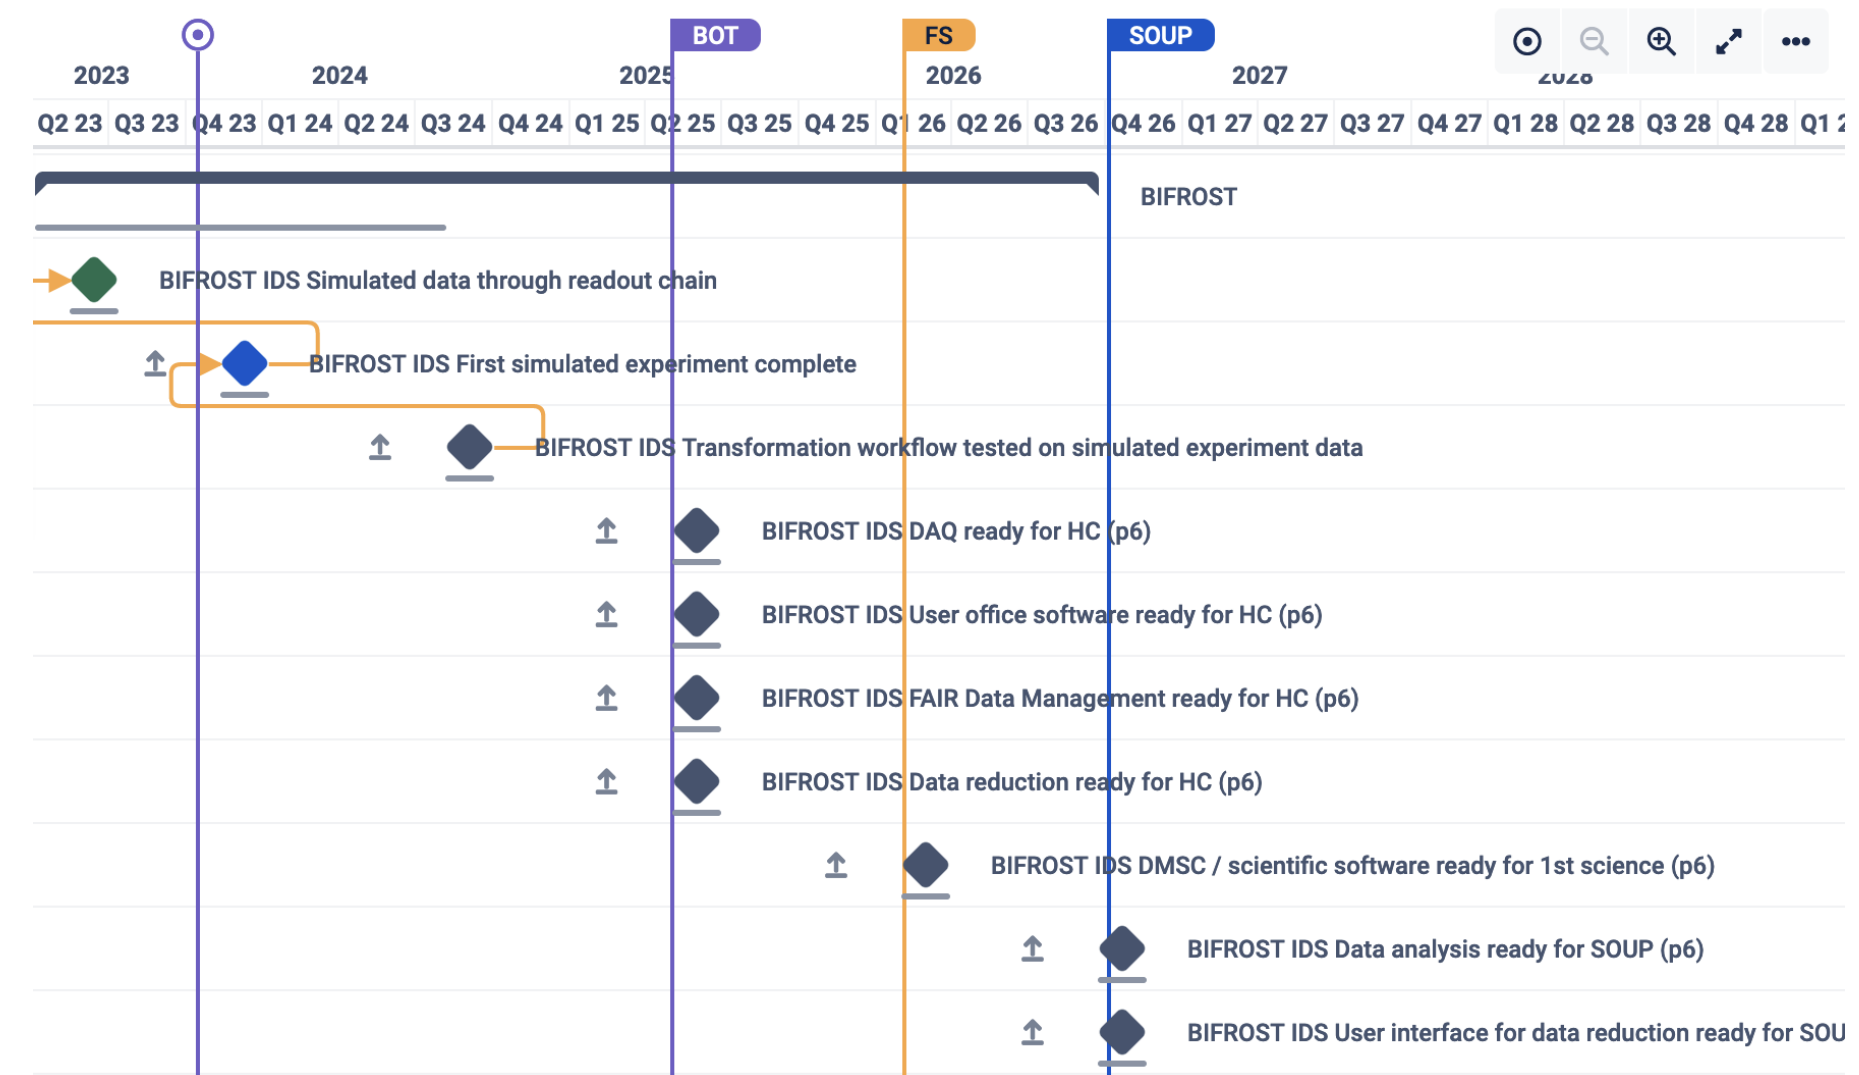 BOT FS SOUP
2023 2024 2025 2026 2027 2028
Q2 23 Q3 23 Q4 23 Q1 24 Q2 24 Q3 24 Q4 24 Q1 25 Q2 25 Q3 25 Q4 25 Q1 26 Q2 26 Q3 26 Q4 26 Q1 27 Q2 27 Q3 27 Q4 27 Q1 28 Q2 28 Q3 28 Q4 28 Q1 2
BIFROST
BIFROST IDS Simulated data through readout chain
BIFROST IDS First simulated experiment complete
BIFROST IDS Transformation workflow tested on simulated experiment data
BIFROST IDS DAQ ready for HC (p6)
BIFROST IDS User office software ready for HC (p6)
BIFROST IDS FAIR Data Management ready for HC (p6)
BIFROST IDS Data reduction ready for HC (p6)
BIFROST IDS DMSC / scientific software ready for 1st science (p6)
BIFROST IDS Data analysis ready for SOUP (p6)
BIFROST IDS User interface for data reduction ready for SOU